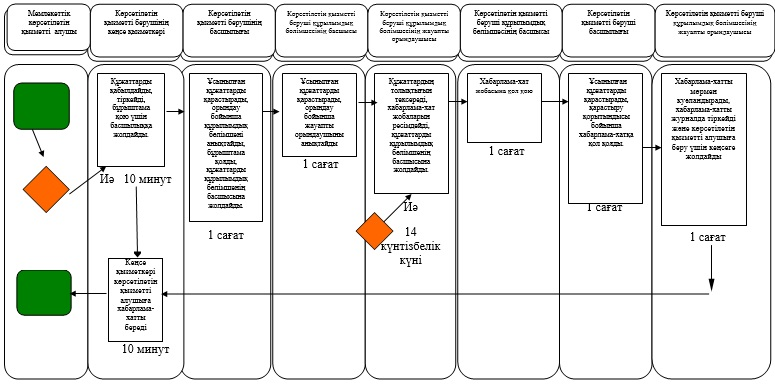 Мемлекеттік
көрсетілетін
қызметті алушы
Көрсетілетін
қызметті берушінің
кеңсе қызметкері
Көрсетілетін
қызметті берушінің
басшылығы
Көрсетілетін қызметті
беруші құрылымдық
бөлімшесінің басшысы
Көрсетілетін қызметті
беруші құрылымдық
бөлімшесінің жауапты
орындаушысы
Көрсетілетін қызметті
беруші құрылымдық
бөлімшесінің басшысы
Көрсетілетін
қызметті беруші
басшылығы
Көрсетілетін қызметті беруші
құрылымдық бөлімшесінің
жауапты орындаушысы
Құжаттарды
қабылдайды,
тіркейді,
бұрыштама
қою үшін
басшылыққа
жолдайды.
Иә 10 минут
Ұсынылған
құжаттарды
қарастырады,
орындау
бойынша
құрылымдық
бөлімшені
анықтайды,
бұрыштама
қояды,
құжаттарды
құрылымдық
бөлімшенің
басшысына
жолдайды.
1 сағат
Ұсынылған
құжаттарды
қарастырады,
орындау
бойынша
жауапты
орындаушыны
анықтайды
1 сағат
Құжаттардың
толықтығын
тексереді,
хабарлама-хат
жобаларын
ресімдейді,
құжаттарды
құрылымдық
бөлімшенің
басшысына
жолдайды.
Иә
14
күнтізбелік
күні
Хабарлама-хат
жобасына қол қою
1 сағат
Ұсынылған
құжаттарды
қарастырады,
қарастыру
қорытындысы
бойынша
хабарлама-хатқа
қол қояды.
1 сағат
Хабарлама-хатты
мөрмен
куәландырады,
хабарлама-хатты
журналда тіркейді
және көрсетілетін
қызметті алушыға
беру үшін кеңсеге
жолдайды
1 сағат
Кеңсе
қызметкері
көрсетілетін
қызметті
алушыға
хабарлама-
хатты
береді
10 минут